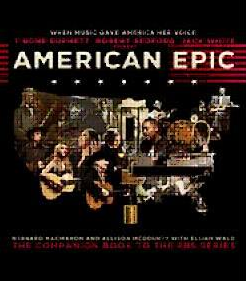 WHEN MUSIC GAVE AMERICA HER VOICE
T BONE BURNETT ROBERT REDFORD JACK WHITE
AMERICAN EPIC
BERNARD MACMAHON AND ALLISON MCGOURTY WITH ELIJAH WALD
THE COMPANION BOOK TO THE PBS SERIES